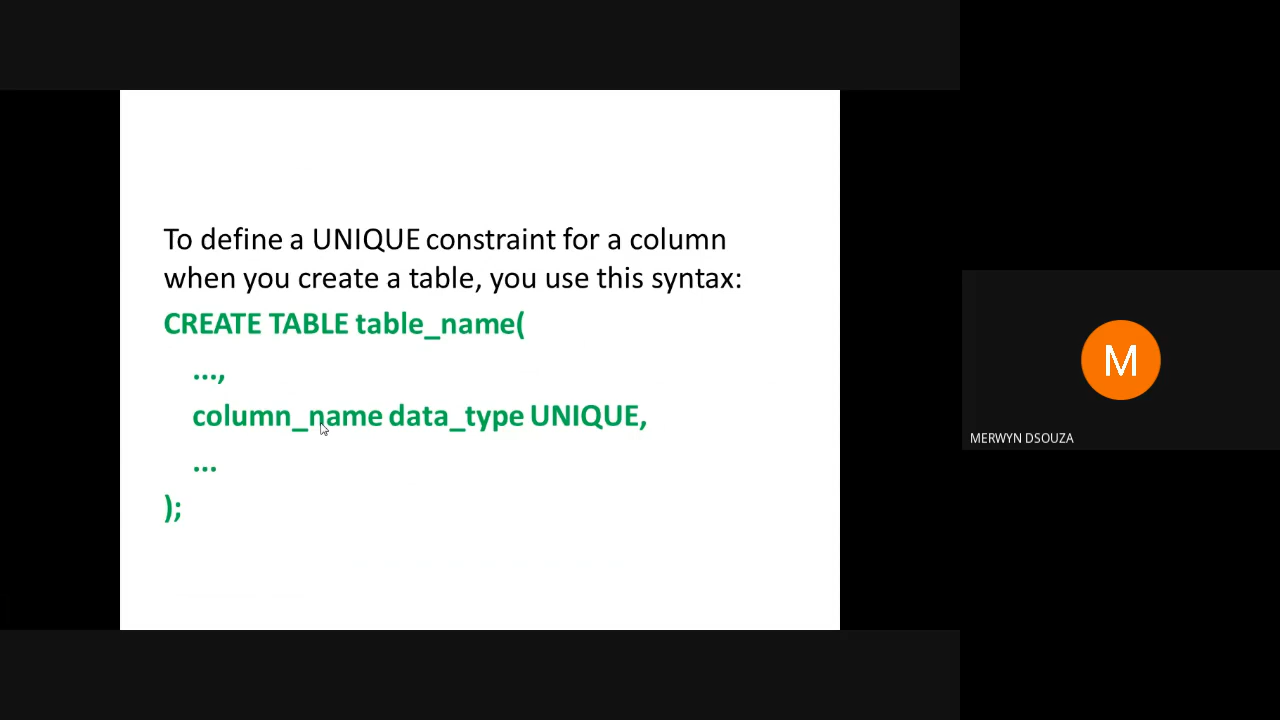 To define a UNIQUE constraint for a column
when you create a table, you use this syntax:
CREATE TABLE table_name(
...,
column_name data_type UNIQUE,
...
);
M
MERWYN DSOUZA